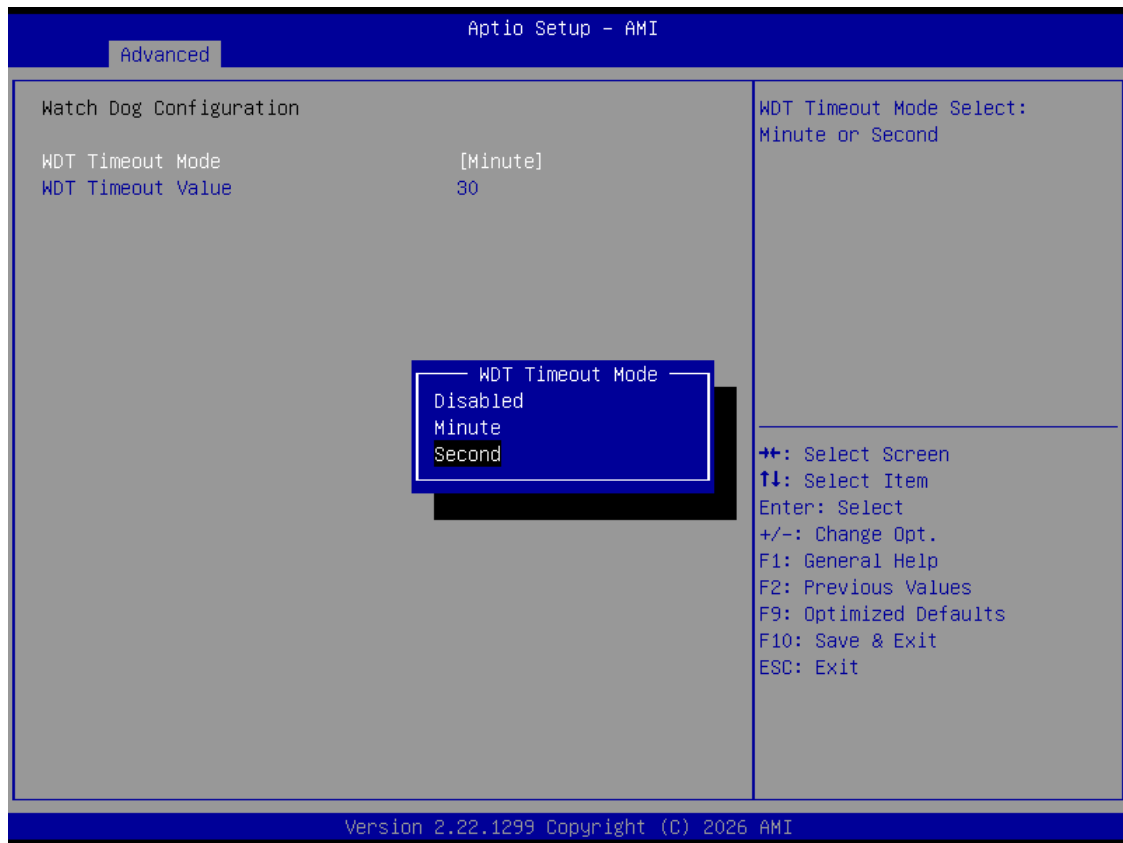 Aptio Setup – AMI
Advanced
Watch Dog Configuration
WDT Timeout Mode [Minute]
WDT Timeout Value 30
WDT Timeout Mode Select:
Minute or Second
WDT Timeout Mode
Disabled
Minute
Second
→←: Select Screen
↑↓: Select Item
Enter: Select
+/-: Change Opt.
F1: General Help
F2: Previous Values
F9: Optimized Defaults
F10: Save & Exit
ESC: Exit
Version 2.22.1299 Copyright (C) 2026 AMI